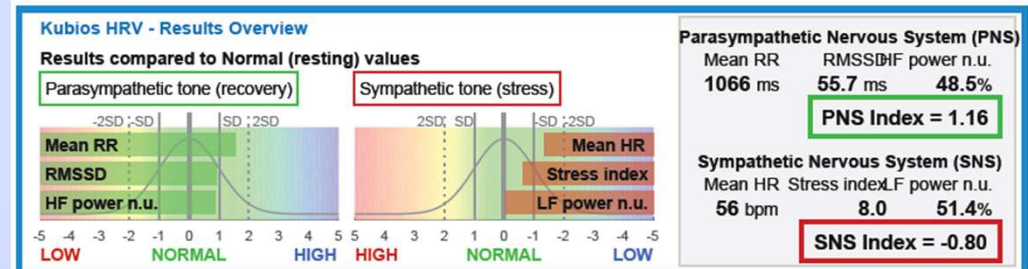 Kubios HRV - Results Overview
Results compared to Normal (resting) values
Parasympathetic tone (recovery)
Sympathetic tone (stress)
-2SD -SD SD 2SD
Mean RR
RMSSD
HF power n.u.
-5 -4 -3 -2 -1 0 1 2 3 4 5
LOW NORMAL HIGH
2SD SD -SD -2SD
Mean HR
Stress index
LF power n.u.
5 4 3 2 1 0 -1 -2 -3 -4 -5
HIGH NORMAL LOW
Parasympathetic Nervous System (PNS)
Mean RR RMSSD HF power n.u.
1066 ms 55.7 ms 48.5%
PNS Index = 1.16
Sympathetic Nervous System (SNS)
Mean HR Stress index LF power n.u.
56 bpm 8.0 51.4%
SNS Index = -0.80